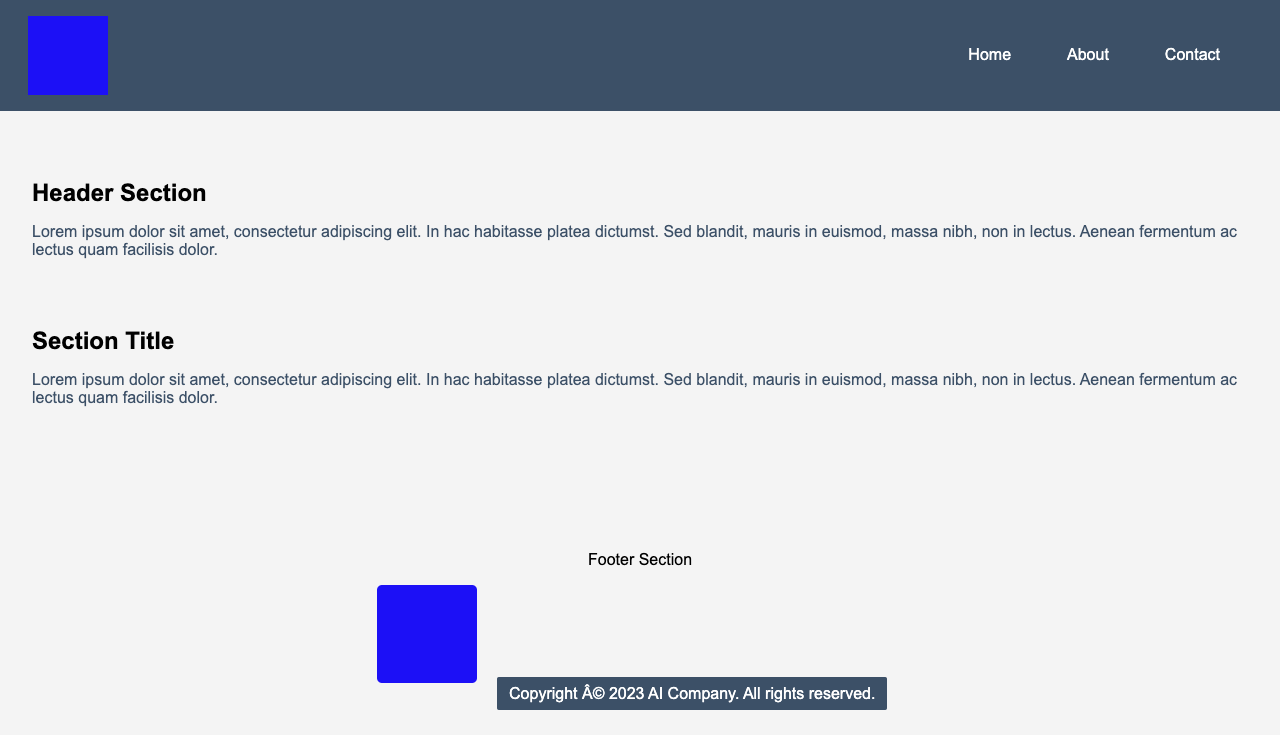 Home
About
Contact
Header Section
Lorem ipsum dolor sit amet, consectetur adipiscing elit. In hac habitasse platea dictumst. Sed blandit, mauris in euismod, massa nibh, non in lectus. Aenean fermentum ac
lectus quam facilisis dolor.
Section Title
Lorem ipsum dolor sit amet, consectetur adipiscing elit. In hac habitasse platea dictumst. Sed blandit, mauris in euismod, massa nibh, non in lectus. Aenean fermentum ac
lectus quam facilisis dolor.
Footer Section
Copyright Â© 2023 AI Company. All rights reserved.